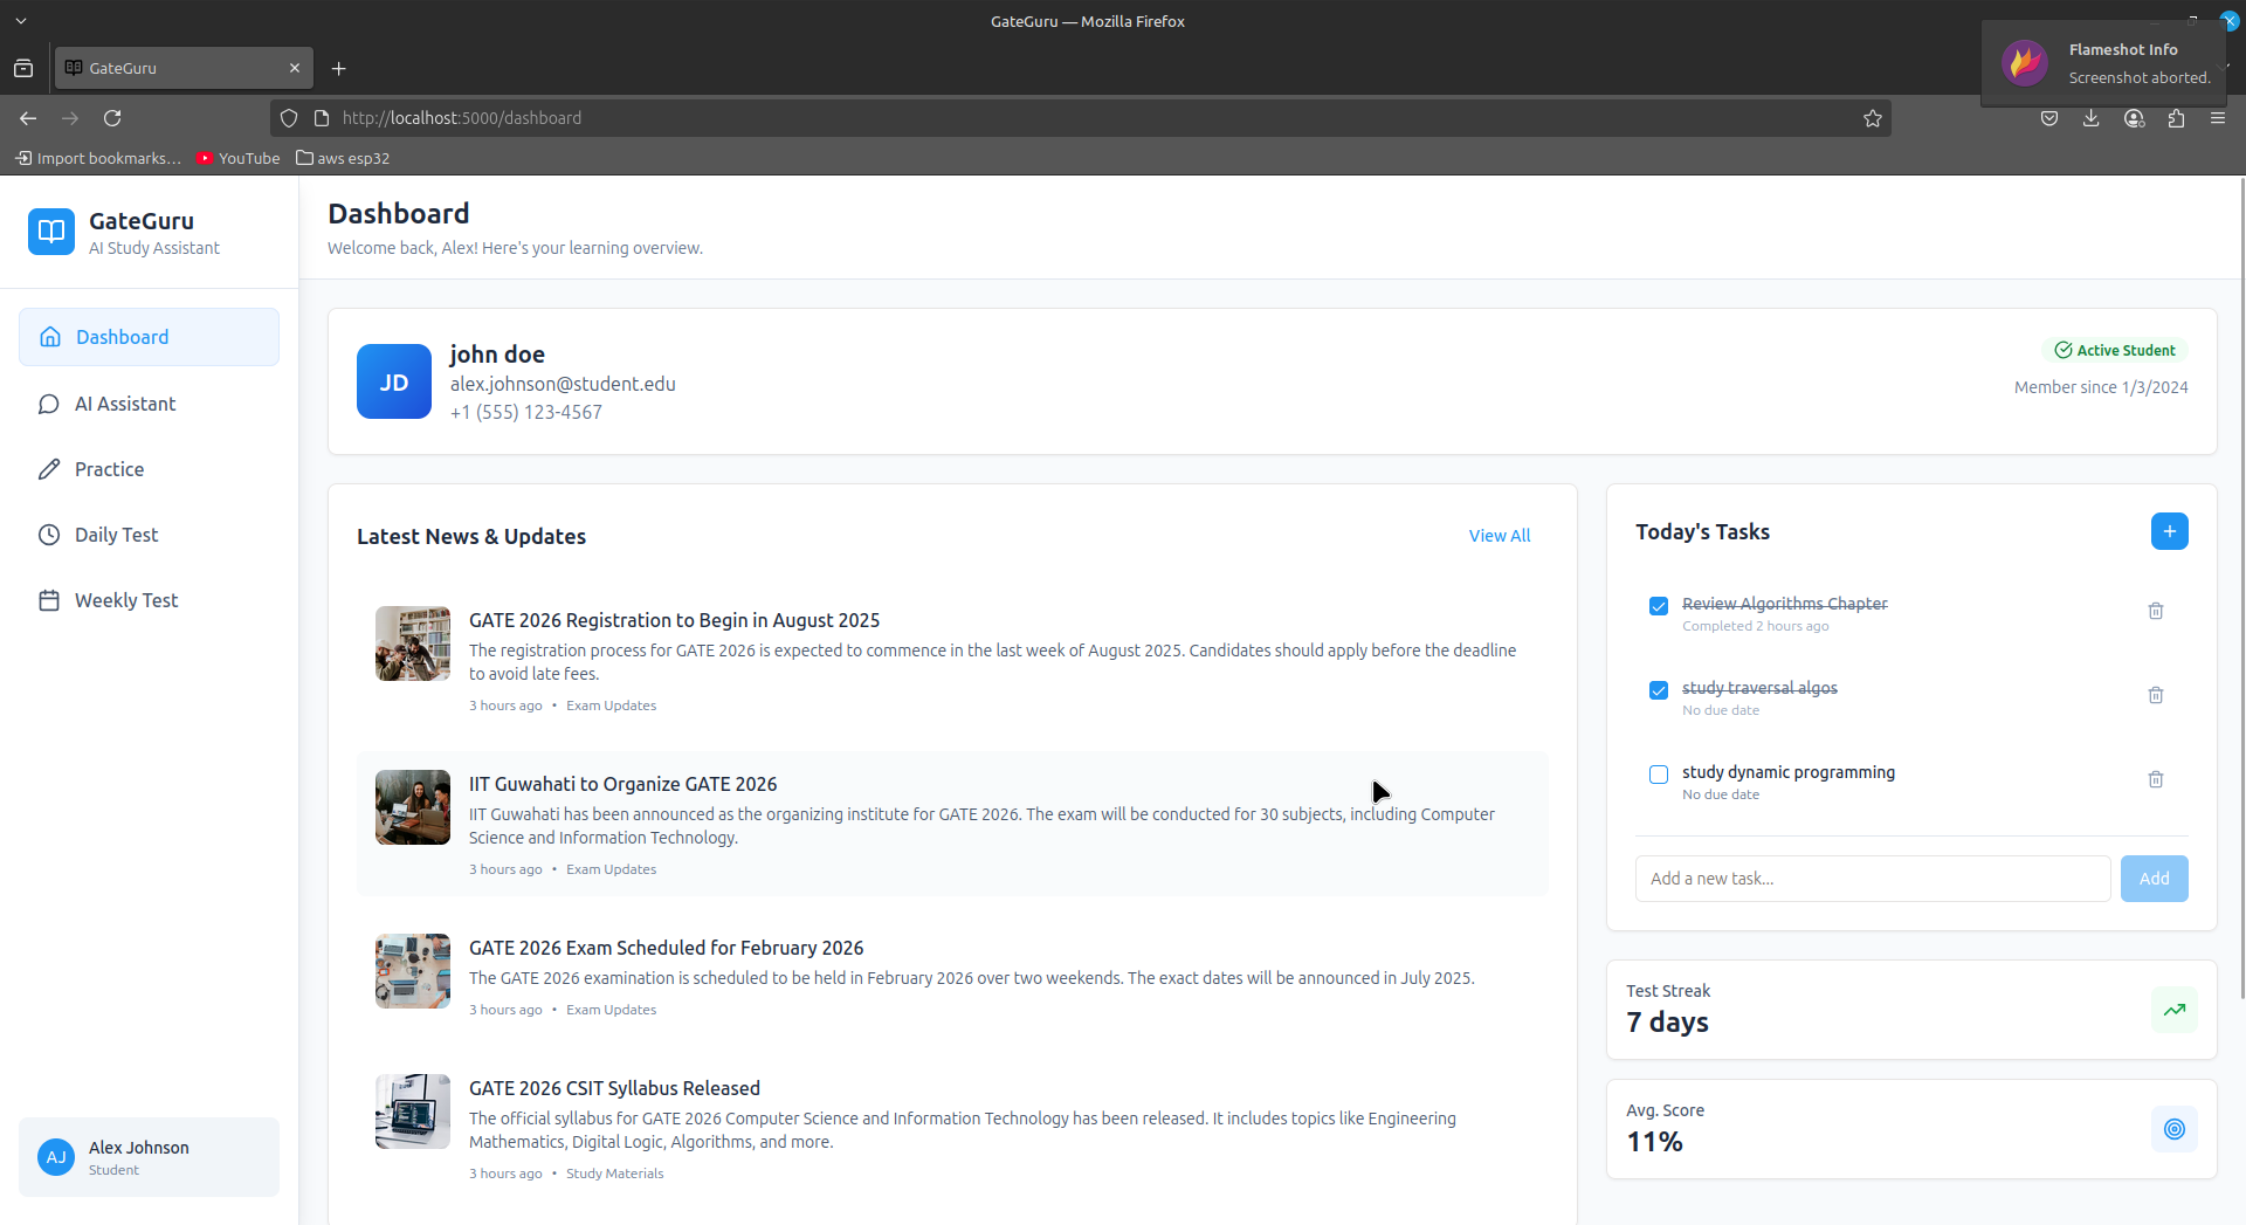 GateGuru — Mozilla Firefox
GateGuru
Flameshot Info
Screenshot aborted.
http://localhost:5000/dashboard
Import bookmarks...
YouTube
aws esp32
GateGuru
AI Study Assistant
Dashboard
AI Assistant
Practice
Daily Test
Weekly Test
AJ
Alex Johnson
Student
Dashboard
Welcome back, Alex! Here's your learning overview.
JD
john doe
alex.johnson@student.edu
+1 (555) 123-4567
Active Student
Member since 1/3/2024
Latest News & Updates
View All
GATE 2026 Registration to Begin in August 2025
The registration process for GATE 2026 is expected to commence in the last week of August 2025. Candidates should apply before the deadline
to avoid late fees.
3 hours ago • Exam Updates
IIT Guwahati to Organize GATE 2026
IIT Guwahati has been announced as the organizing institute for GATE 2026. The exam will be conducted for 30 subjects, including Computer
Science and Information Technology.
3 hours ago • Exam Updates
GATE 2026 Exam Scheduled for February 2026
The GATE 2026 examination is scheduled to be held in February 2026 over two weekends. The exact dates will be announced in July 2025.
3 hours ago • Exam Updates
GATE 2026 CSIT Syllabus Released
The official syllabus for GATE 2026 Computer Science and Information Technology has been released. It includes topics like Engineering
Mathematics, Digital Logic, Algorithms, and more.
3 hours ago • Study Materials
Today's Tasks
Review Algorithms Chapter
Completed 2 hours ago
study traversal algos
No due date
study dynamic programming
No due date
Add a new task...
Add
Test Streak
7 days
Avg. Score
11%